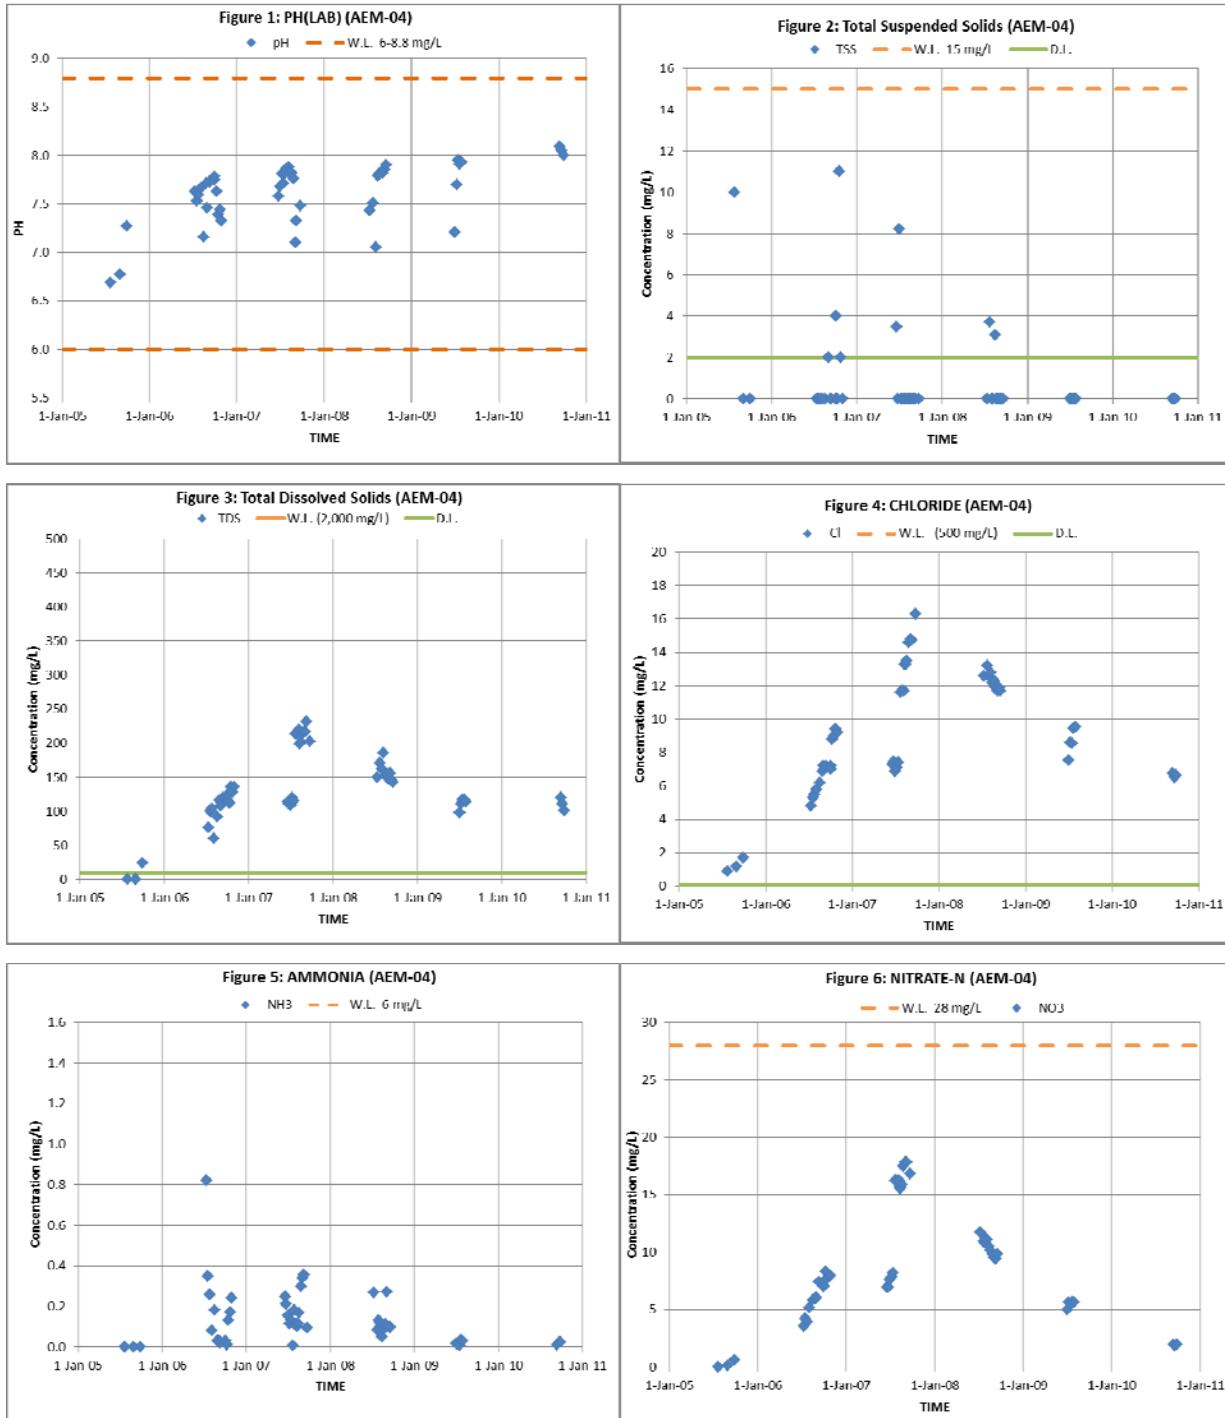 Figure 1: PH(LAB) (AEM-04)
pH W.L. 6-8.8 mg/L
9.0
8.5
8.0
7.5
7.0
6.5
6.0
5.5
PH
1-Jan-05 1-Jan-06 1-Jan-07 1-Jan-08 1-Jan-09 1-Jan-10 1-Jan-11
TIME
Figure 2: Total Suspended Solids (AEM-04)
TSS W.L. 15 mg/L D.L.
16
14
12
10
8
6
4
2
0
Concentration (mg/L)
1-Jan-05 1-Jan-06 1-Jan-07 1-Jan-08 1-Jan-09 1-Jan-10 1-Jan-11
TIME
Figure 3: Total Dissolved Solids (AEM-04)
TDS W.L. (2,000 mg/L) D.L.
500
450
400
350
300
250
200
150
100
50
0
Concentration (mg/L)
1 Jan 05 1 Jan 06 1 Jan 07 1 Jan 08 1 Jan 09 1 Jan 10 1 Jan 11
TIME
Figure 4: CHLORIDE (AEM-04)
Cl W.L. (500 mg/L) D.L.
20
18
16
14
12
10
8
6
4
2
0
Concentration (mg/L)
1-Jan-05 1-Jan-06 1-Jan-07 1-Jan-08 1-Jan-09 1-Jan-10 1-Jan-11
TIME
Figure 5: AMMONIA (AEM-04)
NH3 W.L. 6 mg/L
1.6
1.4
1.2
1.0
0.8
0.6
0.4
0.2
0.0
Concentration (mg/L)
1 Jan 05 1 Jan 06 1 Jan 07 1 Jan 08 1 Jan 09 1 Jan 10 1 Jan 11
TIME
Figure 6: NITRATE-N (AEM-04)
W.L. 28 mg/L NO3
30
25
20
15
10
5
0
Concentration (mg/L)
1-Jan-05 1-Jan-06 1-Jan-07 1-Jan-08 1-Jan-09 1-Jan-10 1-Jan-11
TIME